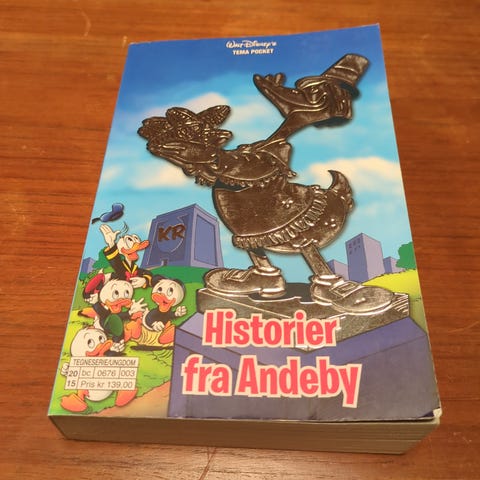 Walt Disney's
TEMA POCKET
KR
Historier
fra Andeby
TEGNESERIE/UNGDOM
20 bc 0676 003
15 Pris kr 139,00